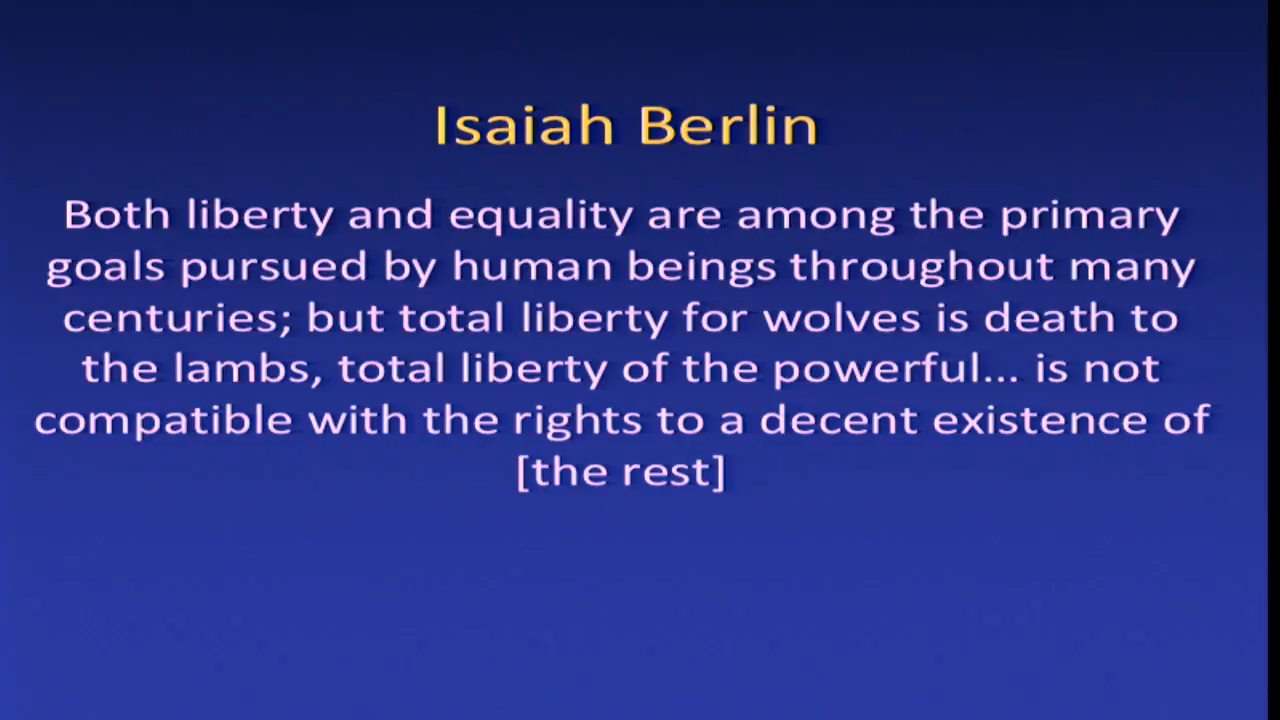 Isaiah Berlin
Both liberty and equality are among the primary
goals pursued by human beings throughout many
centuries; but total liberty for wolves is death to
the lambs, total liberty of the powerful... is not
compatible with the rights to a decent existence of
[the rest]